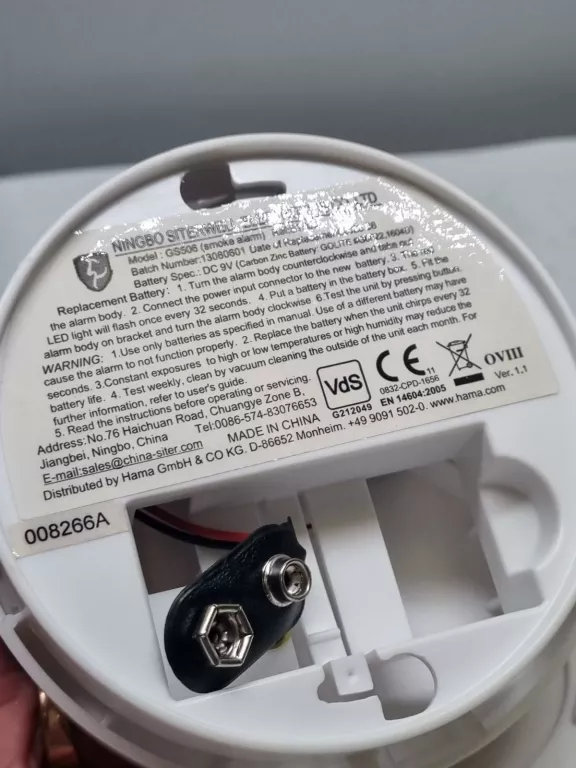 NINGBO SITER
Model: GS506 (smoke alarm)
Batch Number: 13080601 Date of Replacement
Battery Spec.: DC 9V (Carbon Zinc Battery:
Replacement Battery: 1. Turn the alarm body counterclockwise and take out
the alarm body. 2. Connect the power input connector to the new battery. 3. The red
LED light will flash once every 32 seconds. 4. Put a battery in the battery box. 5. Fit the
alarm body on bracket and turn the alarm body clockwise 6.Test the unit by pressing button.
WARNING: 1.Use only batteries as specified in manual. Use of a different battery may have
cause the alarm to not function properly. 2. Replace the battery when the unit chirps every 32
seconds. 3.Constant exposures to high or low temperatures or high humidity may reduce the
battery life. 4. Test weekly, clean by vacuum cleaning the outside of the unit each month. For
further information, refer to user's guide.
5. Read the instructions before operating or servicing.
Address: No.76 Haichuan Road, Chuangye Zone B,
Jiangbei, Ningbo, China Tel:0086-574-83076653
E-mail:sales@china-siter.com MADE IN CHINA
Distributed by Hama GmbH & CO KG. D-86652 Monheim. +49 9091 502-0. www.hama.com
VdS
G212049
CE
11
0832-CPD-1656
EN 14604:2005
OVIII
Ver. 1.1
008266A